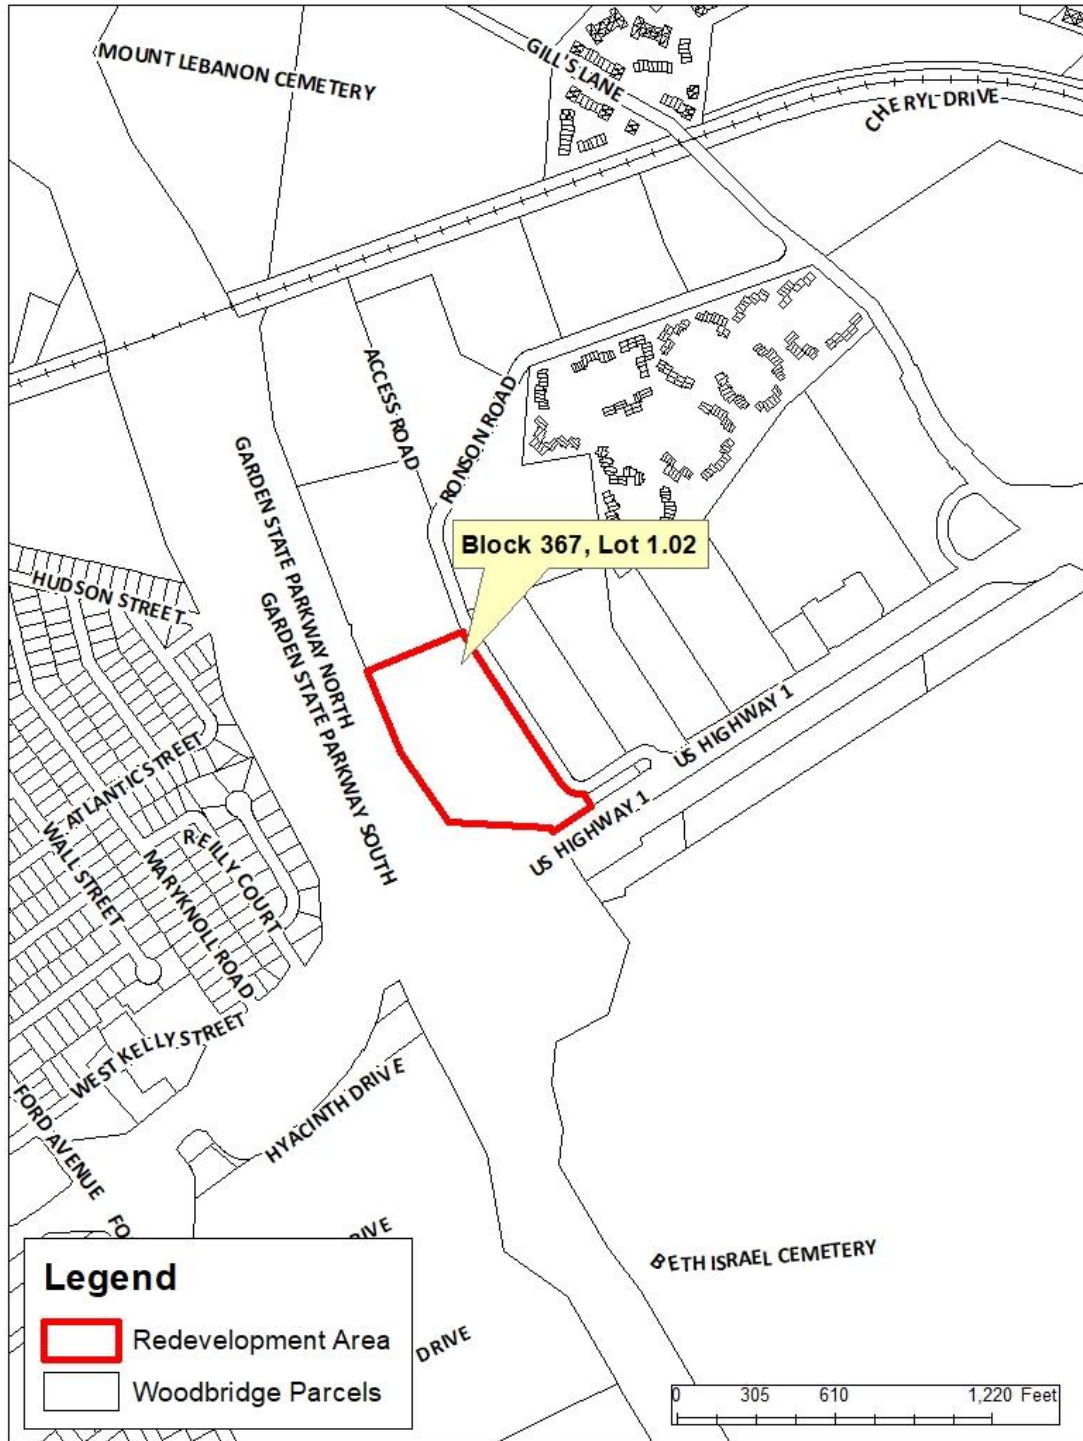 MOUNT LEBANON CEMETERY
GILL'S LANE
CHERYL DRIVE
ACCESS ROAD
RONSON ROAD
GARDEN STATE PARKWAY NORTH
GARDEN STATE PARKWAY SOUTH
Block 367, Lot 1.02
HUDSON STREET
US HIGHWAY 1
US HIGHWAY 1
ATLANTIC STREET
WALL STREET
REILLY COURT
MARYKNOLL ROAD
WEST KELLY STREET
FORD AVENUE
HYACINTH DRIVE
FO
RIVE
BETH ISRAEL CEMETERY
DRIVE
Legend
Redevelopment Area
Woodbridge Parcels
0 305 610 1,220 Feet